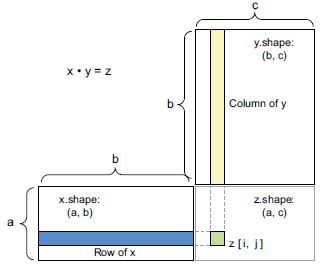 c
y.shape:
(b, c)
x • y = z
b
Column of y
b
x.shape:
(a, b)
z.shape:
(a, c)
a
z [ i, j ]
Row of x